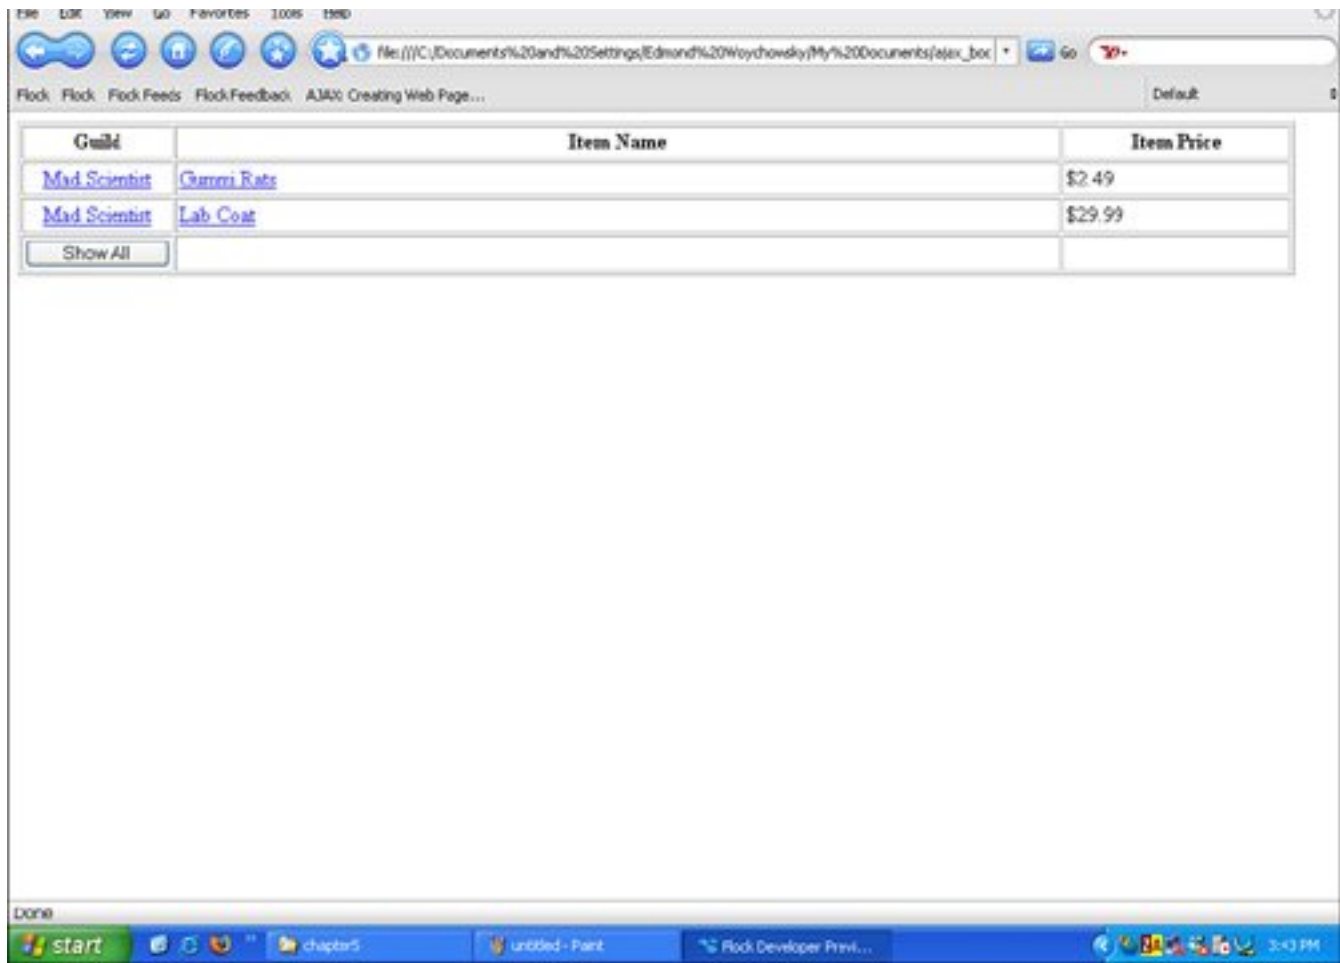 File Edit View Go Favorites Tools Help
file:///C:/Documents%20and%20Settings/Edmond%20Woychowsky/My%20Documents/ajax_boo Go Y!
Flock Flock Flock Feeds Flock Feedback AJAX: Creating Web Page... Default
Guild Item Name Item Price
Mad Scientist Gummi Rats $2.49
Mad Scientist Lab Coat $29.99
Show All
Done
start chapter5 untitled - Paint Flock Developer Previ... 3:43 PM